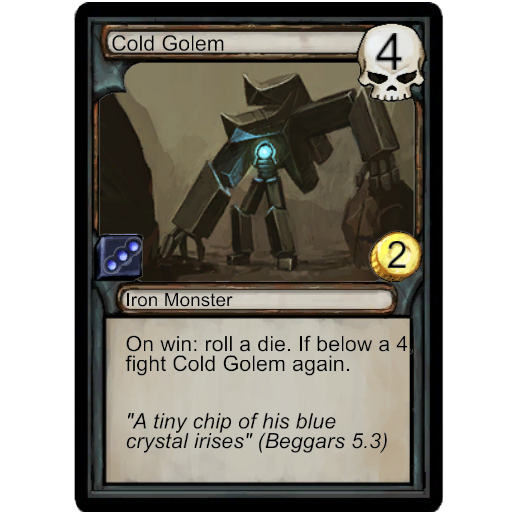 Cold Golem
4
2
Iron Monster
On win: roll a die. If below a 4,
fight Cold Golem again.
"A tiny chip of his blue
crystal irises" (Beggars 5.3)